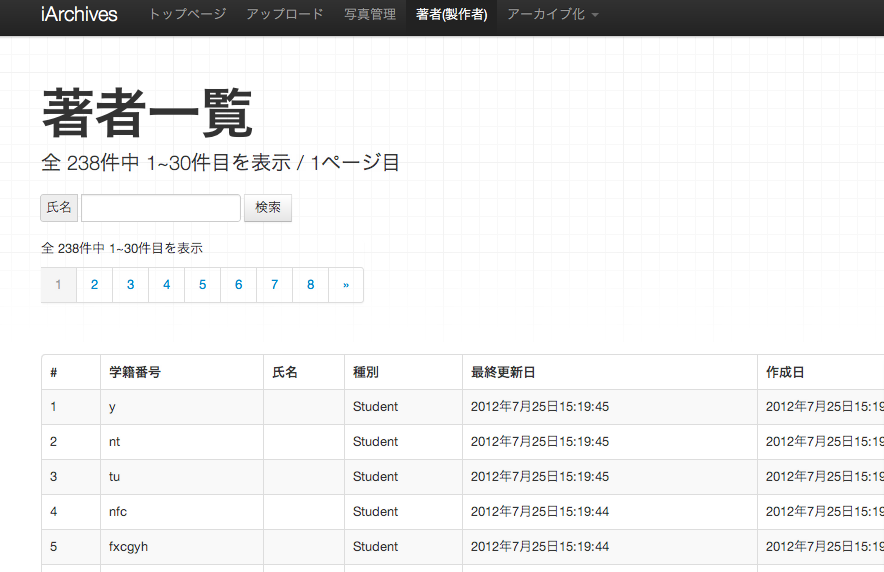 iArchives トップページ アップロード 写真管理 著者(製作者) アーカイブ化
著者一覧
全 238件中 1~30件目を表示 / 1ページ目
氏名 検索
全 238件中 1~30件目を表示
1 2 3 4 5 6 7 8 »
# 学籍番号 氏名 種別 最終更新日 作成日
1 y Student 2012年7月25日15:19:45 2012年7月25日15:19
2 nt Student 2012年7月25日15:19:45 2012年7月25日15:19
3 tu Student 2012年7月25日15:19:45 2012年7月25日15:19
4 nfc Student 2012年7月25日15:19:44 2012年7月25日15:19
5 fxcgyh Student 2012年7月25日15:19:44 2012年7月25日15:19